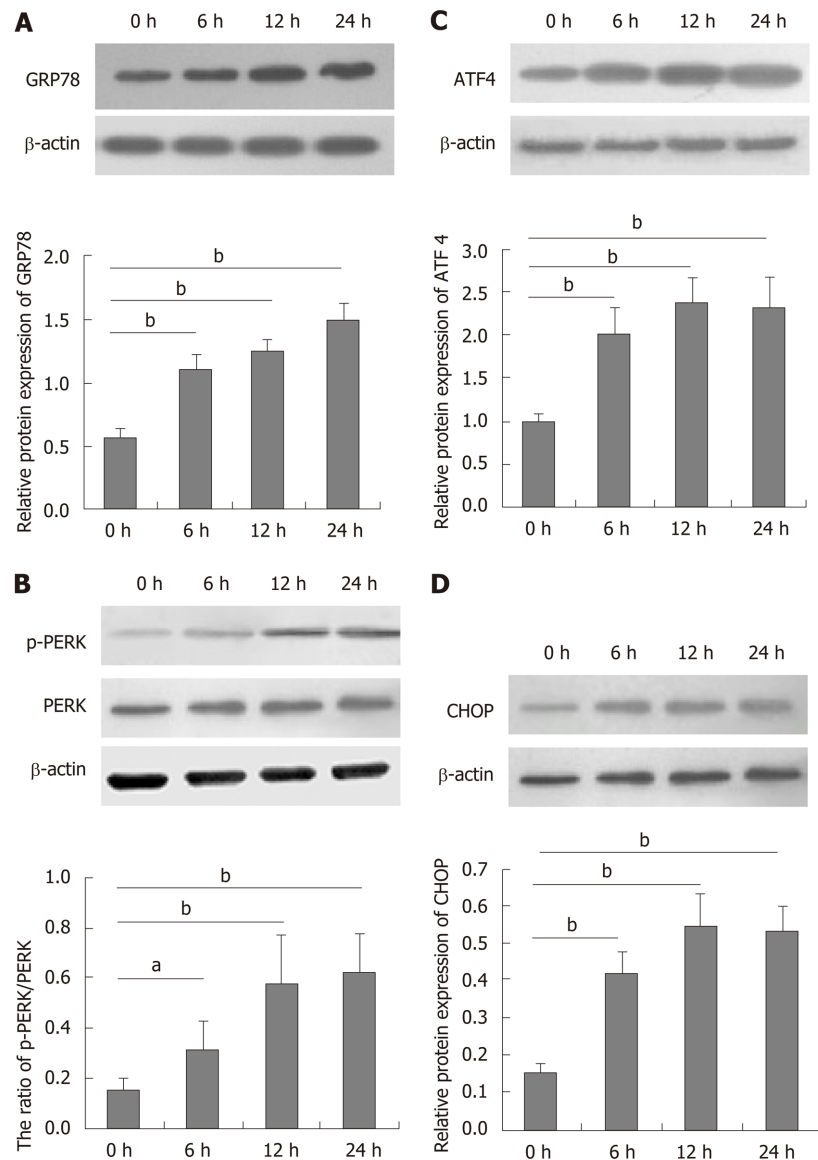 A
0 h 6 h 12 h 24 h
GRP78
β-actin
Relative protein expression of GRP78
2.0
1.5
1.0
0.5
0.0
b
b
b
0 h 6 h 12 h 24 h
C
0 h 6 h 12 h 24 h
ATF4
β-actin
Relative protein expression of ATF 4
3.0
2.5
2.0
1.5
1.0
0.5
0.0
b
b
b
0 h 6 h 12 h 24 h
B
0 h 6 h 12 h 24 h
p-PERK
PERK
β-actin
The ratio of p-PERK/PERK
1.0
0.8
0.6
0.4
0.2
0.0
b
b
a
0 h 6 h 12 h 24 h
D
0 h 6 h 12 h 24 h
CHOP
β-actin
Relative protein expression of CHOP
0.7
0.6
0.5
0.4
0.3
0.2
0.1
0.0
b
b
b
0 h 6 h 12 h 24 h